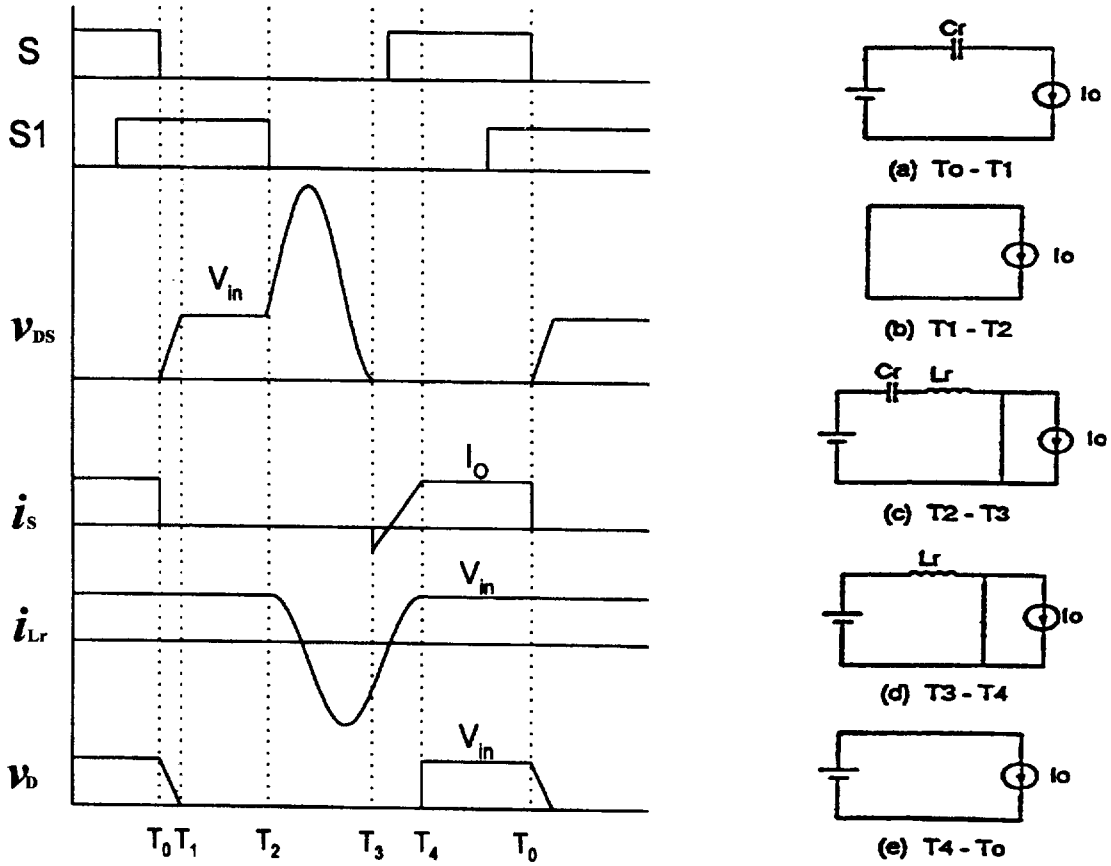 S
S1
V_in
v_DS
I_O
i_S
V_in
i_Lr
V_in
v_D
T_0 T_1 T_2 T_3 T_4 T_0
Cr
Io
(a) To - T1
Io
(b) T1 - T2
Cr Lr
Io
(c) T2 - T3
Lr
Io
(d) T3 - T4
Io
(e) T4 - To